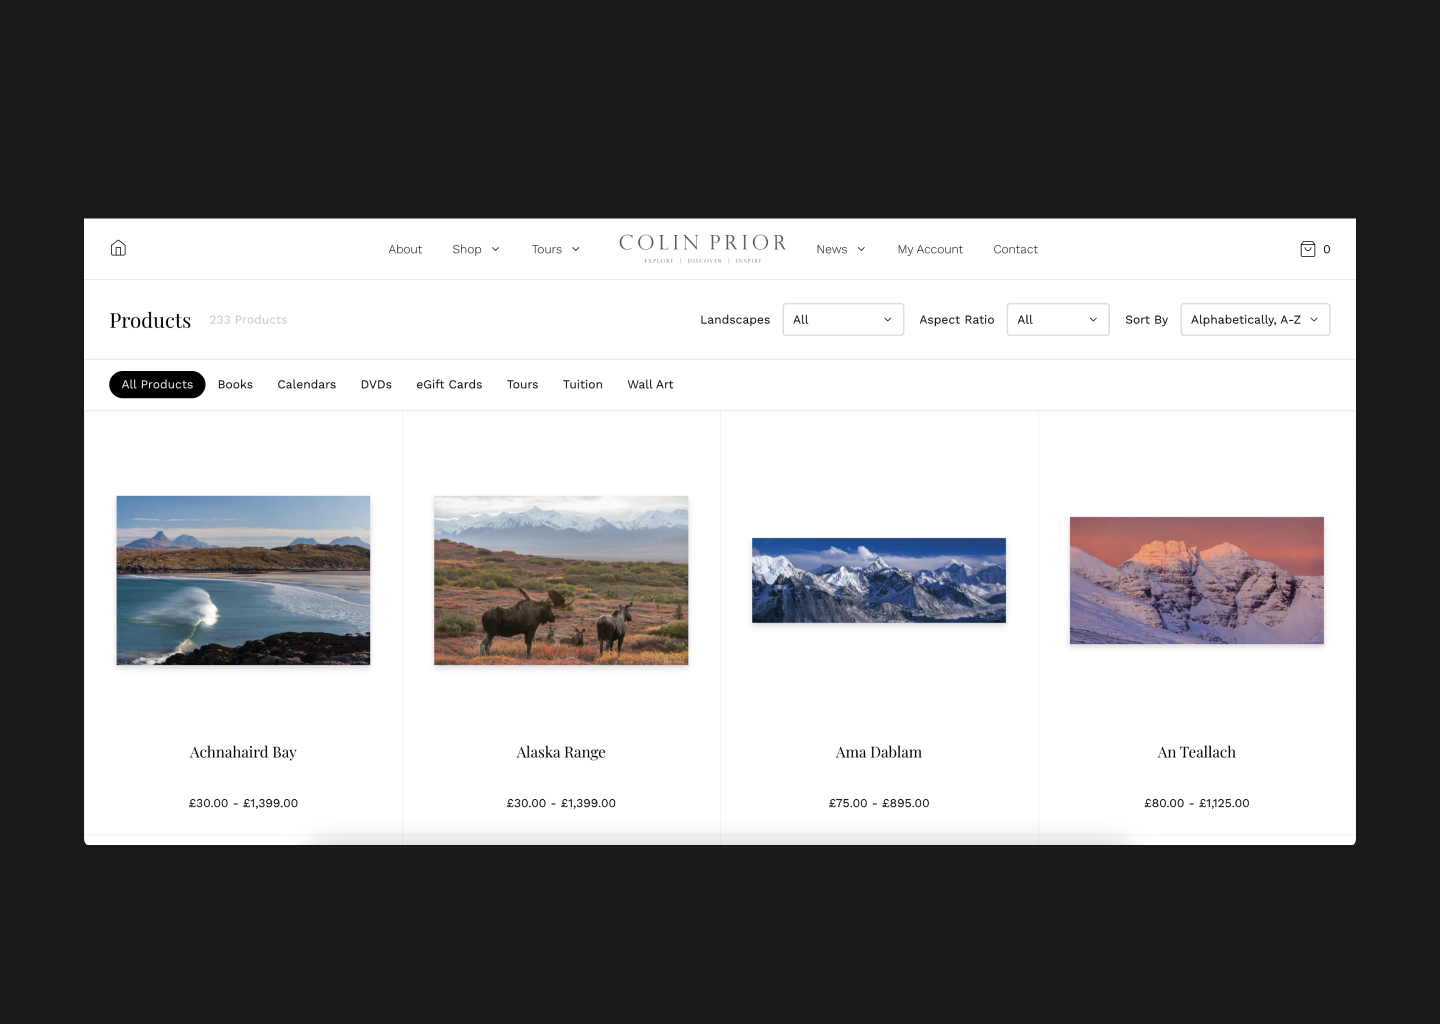 About Shop Tours COLIN PRIOR News My Account Contact 0
EXPLORE | DISCOVER | INSPIRE
Products 233 Products Landscapes All Aspect Ratio All Sort By Alphabetically, A-Z
All Products Books Calendars DVDs eGift Cards Tours Tuition Wall Art
Achnahaird Bay Alaska Range Ama Dablam An Teallach
£30.00 - £1,399.00 £30.00 - £1,399.00 £75.00 - £895.00 £80.00 - £1,125.00